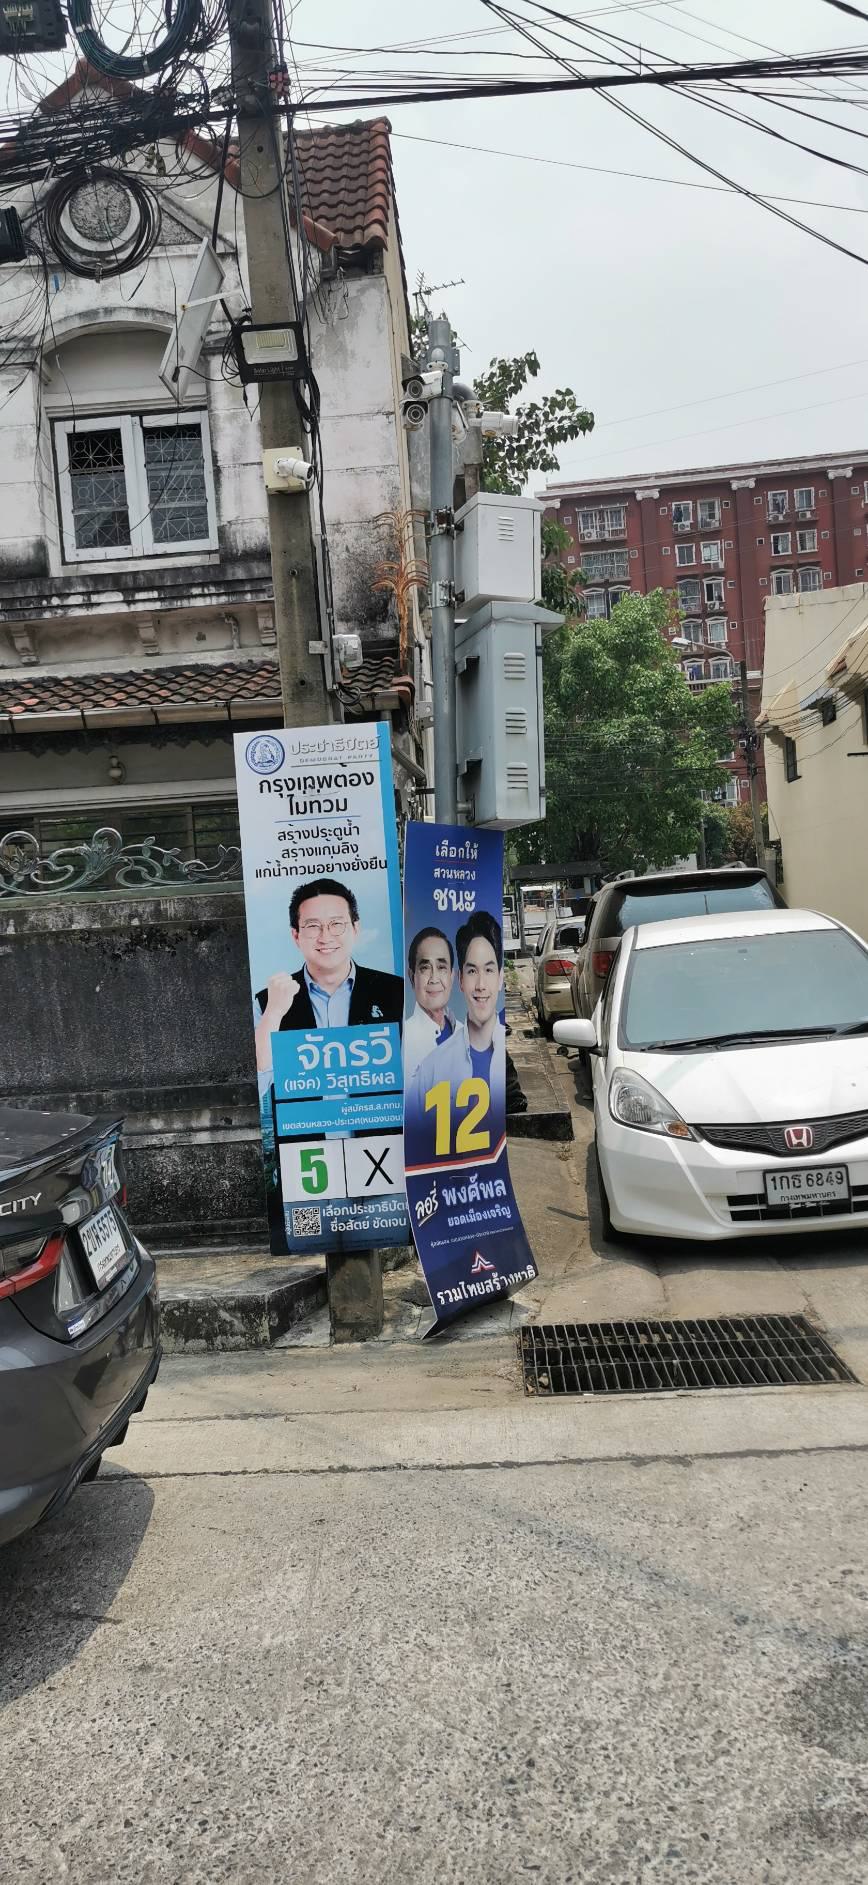 ประชาธิปัตย์
DEMOCRAT PARTY
กรุงเทพต้อง
ไม่ท่วม
สร้างประตูน้ำ
สร้างแก้มลิง
แก้น้ำท่วมอย่างยั่งยืน
จักรวี
(แจ๊ค) วิสุทธิผล
ผู้สมัครส.ส.กทม.
เขตสวนหลวง-ประเวศ(หนองบอน)
5 X
เลือกประชาธิปัต
ซื่อสัตย์ ชัดเจน
เลือกให้
สวนหลวง
ชนะ
12
ลอรี่ พงศ์พล
ยอดเมืองเจริญ
รวมไทยสร้างชาติ
CITY
1กธ 6849
กรุงเทพมหานคร